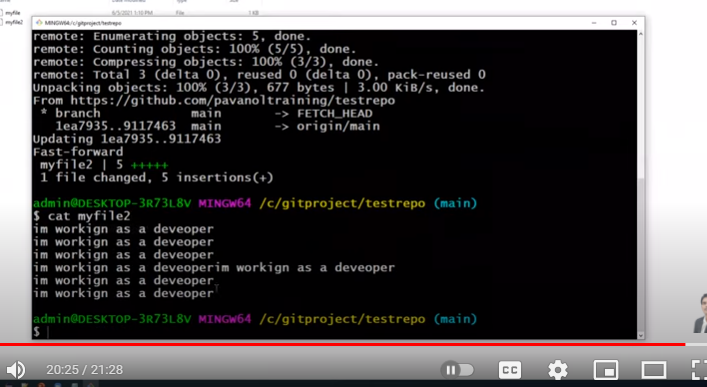 myfile
6/5/2021 1:10 PM
File
1 KB
myfile2
MINGW64:/c/gitproject/testrepo
remote: Enumerating objects: 5, done.
remote: Counting objects: 100% (5/5), done.
remote: Compressing objects: 100% (3/3), done.
remote: Total 3 (delta 0), reused 0 (delta 0), pack-reused 0
Unpacking objects: 100% (3/3), 677 bytes | 3.00 KiB/s, done.
From https://github.com/pavanoltraining/testrepo
* branch main -> FETCH_HEAD
1ea7935..9117463 main -> origin/main
Updating 1ea7935..9117463
Fast-forward
myfile2 | 5 +++++
1 file changed, 5 insertions(+)
admin@DESKTOP-3R73L8V MINGW64 /c/gitproject/testrepo (main)
$ cat myfile2
im workign as a deveoper
im workign as a deveoper
im workign as a deveoper
im workign as a deveoperim workign as a deveoper
im workign as a deveoper
im workign as a deveoper
admin@DESKTOP-3R73L8V MINGW64 /c/gitproject/testrepo (main)
$
20:25 / 21:28
CC